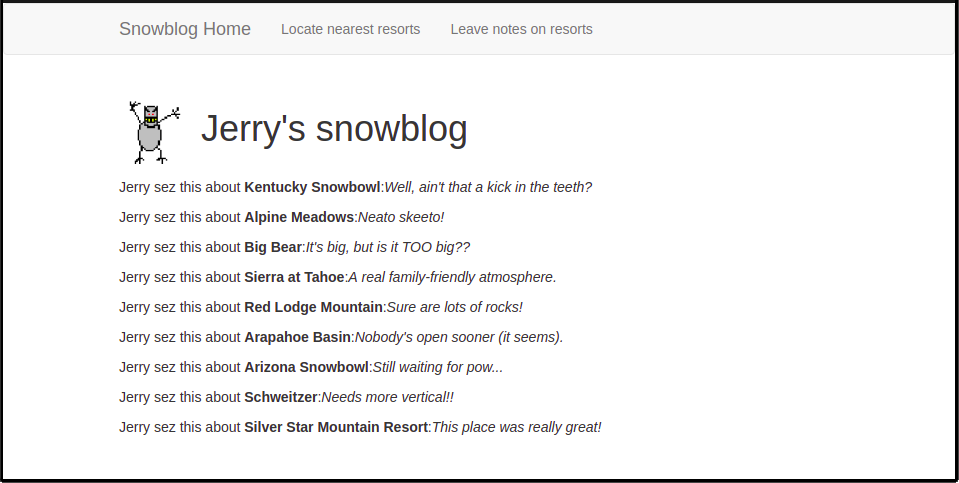 Snowblog Home Locate nearest resorts Leave notes on resorts
Jerry's snowblog
Jerry sez this about Kentucky Snowbowl:Well, ain't that a kick in the teeth?
Jerry sez this about Alpine Meadows:Neato skeeto!
Jerry sez this about Big Bear:It's big, but is it TOO big??
Jerry sez this about Sierra at Tahoe:A real family-friendly atmosphere.
Jerry sez this about Red Lodge Mountain:Sure are lots of rocks!
Jerry sez this about Arapahoe Basin:Nobody's open sooner (it seems).
Jerry sez this about Arizona Snowbowl:Still waiting for pow...
Jerry sez this about Schweitzer:Needs more vertical!!
Jerry sez this about Silver Star Mountain Resort:This place was really great!